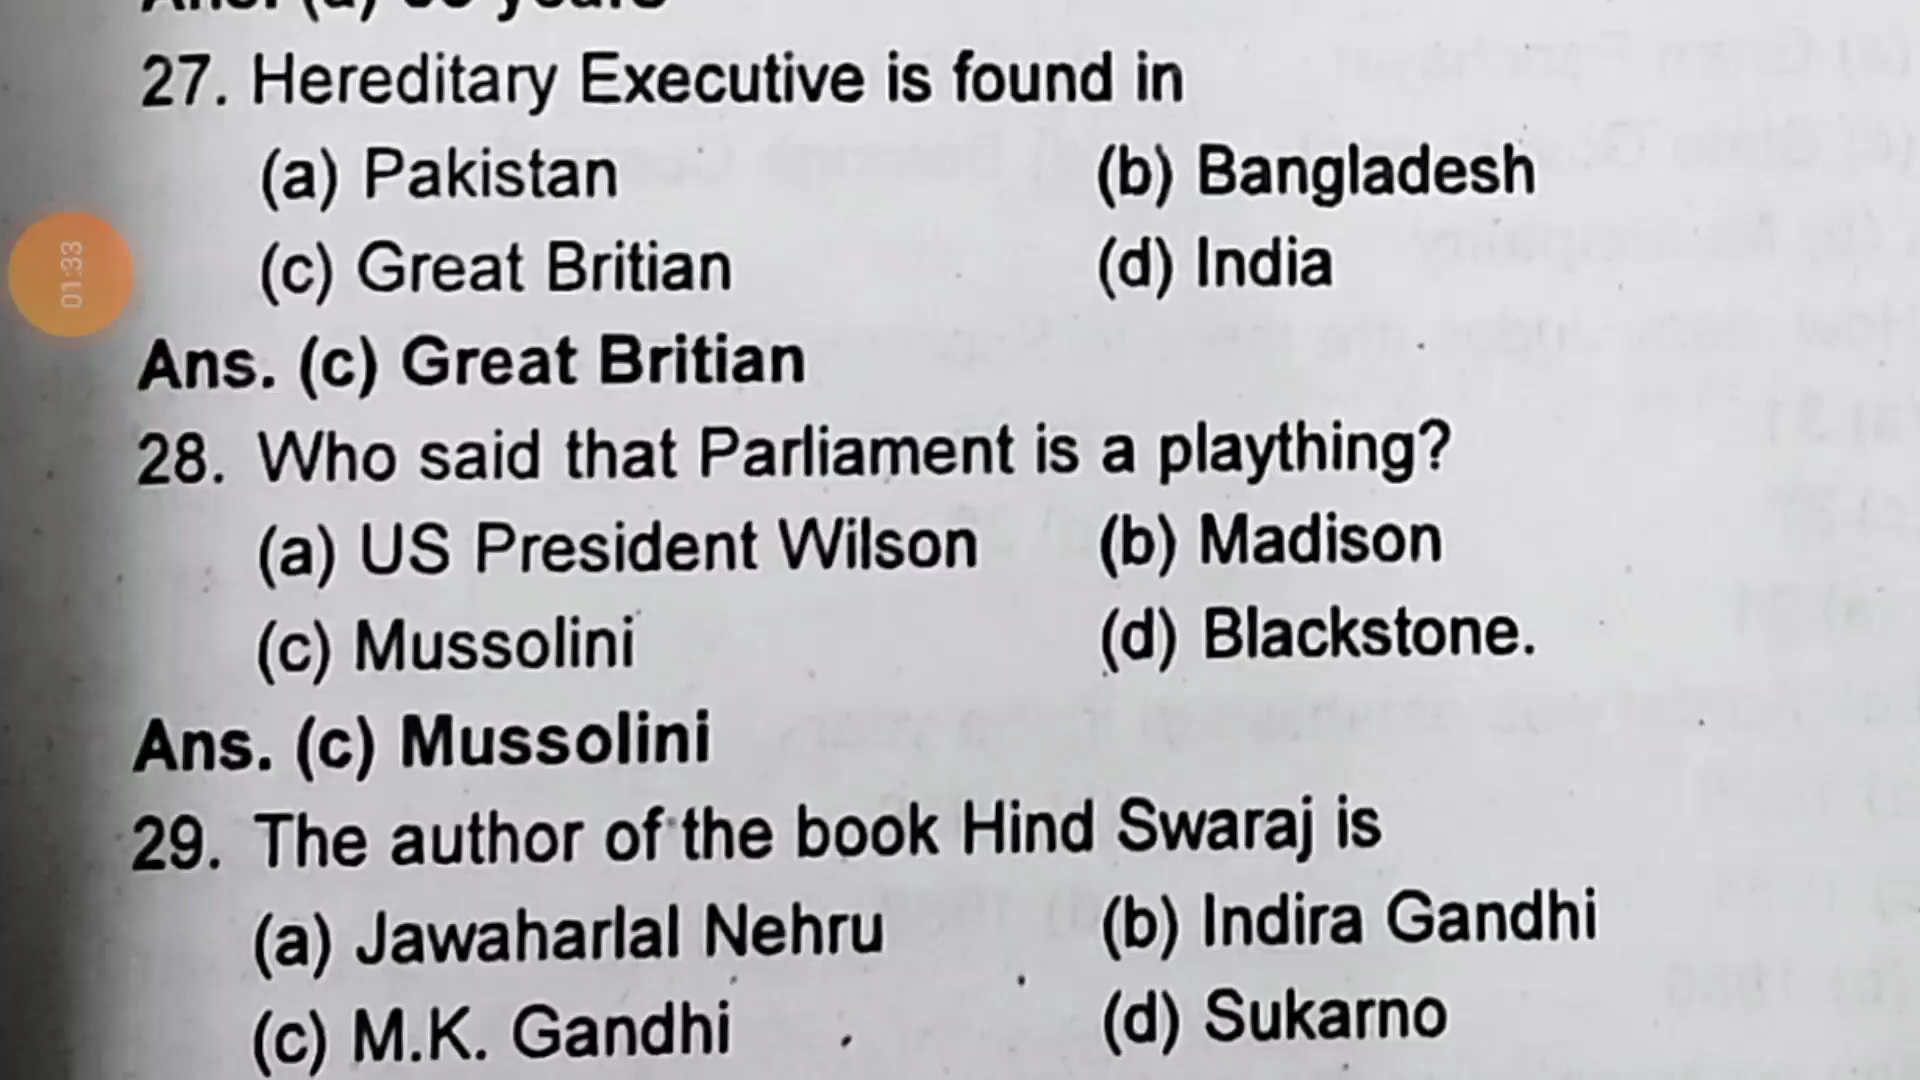 27. Hereditary Executive is found in
(a) Pakistan (b) Bangladesh
(c) Great Britian (d) India
01:33
Ans. (c) Great Britian
28. Who said that Parliament is a plaything?
(a) US President Wilson (b) Madison
(c) Mussolini (d) Blackstone.
Ans. (c) Mussolini
29. The author of the book Hind Swaraj is
(a) Jawaharlal Nehru (b) Indira Gandhi
(c) M.K. Gandhi (d) Sukarno